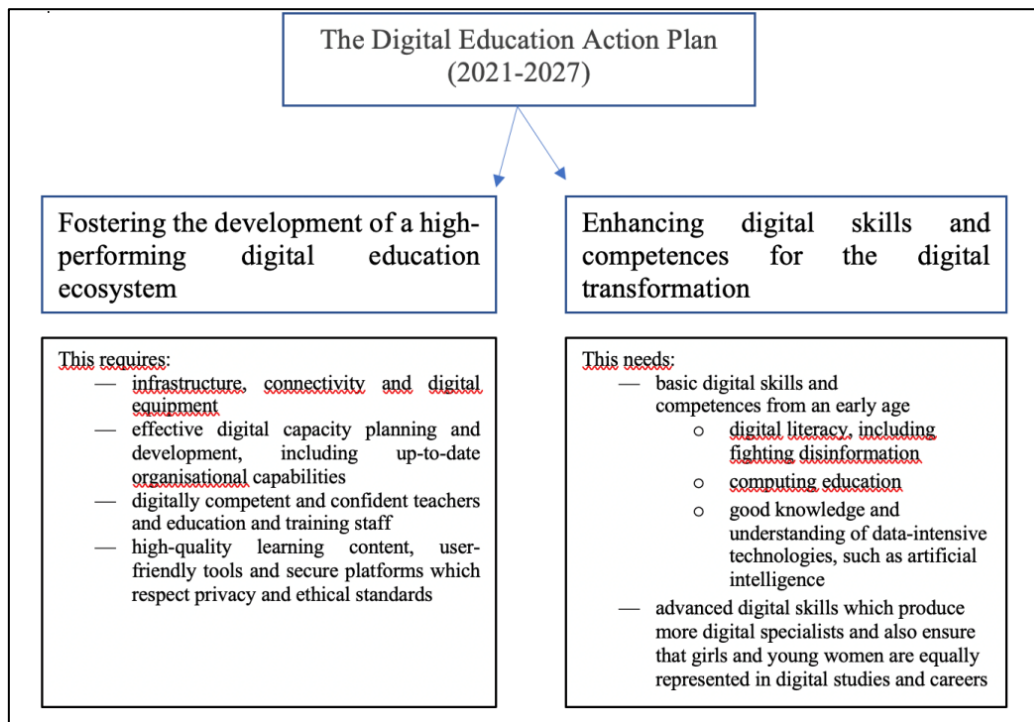 The Digital Education Action Plan
(2021-2027)
Fostering the development of a high-
performing digital education
ecosystem
Enhancing digital skills and
competences for the digital
transformation
This requires:
— infrastructure, connectivity and digital
equipment
— effective digital capacity planning and
development, including up-to-date
organisational capabilities
— digitally competent and confident teachers
and education and training staff
— high-quality learning content, user-
friendly tools and secure platforms which
respect privacy and ethical standards
This needs:
— basic digital skills and
competences from an early age
o digital literacy, including
fighting disinformation
o computing education
o good knowledge and
understanding of data-intensive
technologies, such as artificial
intelligence
— advanced digital skills which produce
more digital specialists and also ensure
that girls and young women are equally
represented in digital studies and careers